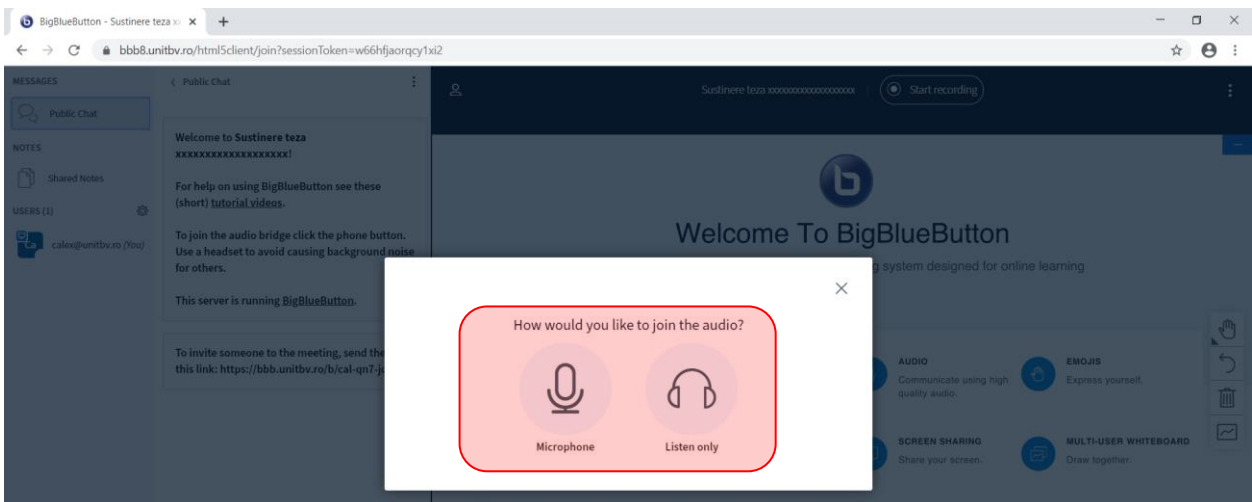 BigBlueButton - Sustinere teza xx
bbb8.unitbv.ro/html5client/join?sessionToken=w66hfjaorqcy1xi2
MESSAGES
Public Chat
NOTES
Shared Notes
USERS (1)
Ca
calex@unitbv.ro (You)
Public Chat
Welcome to Sustinere teza
xxxxxxxxxxxxxxxxxxx!
For help on using BigBlueButton see these
(short) tutorial videos.
To join the audio bridge click the phone button.
Use a headset to avoid causing background noise
for others.
This server is running BigBlueButton.
To invite someone to the meeting, send the
this link: https://bbb.unitbv.ro/b/cal-qn7-j
Sustinere teza xxxxxxxxxxxxxxxxxxx
Start recording
Welcome To BigBlueButton
system designed for online learning
How would you like to join the audio?
Microphone
Listen only
AUDIO
Communicate using high
quality audio.
EMOJIS
Express yourself.
SCREEN SHARING
Share your screen.
MULTI-USER WHITEBOARD
Draw together.